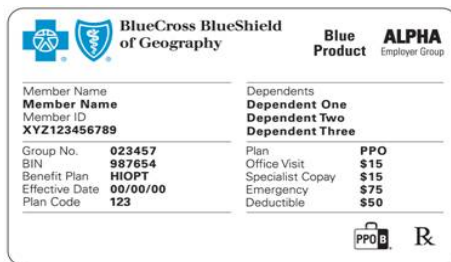 BlueCross BlueShield
of Geography
Blue
Product
ALPHA
Employer Group
Member Name
Member Name
Member ID
XYZ123456789
Dependents
Dependent One
Dependent Two
Dependent Three
Group No. 023457
BIN 987654
Benefit Plan HIOPT
Effective Date 00/00/00
Plan Code 123
Plan PPO
Office Visit $15
Specialist Copay $15
Emergency $75
Deductible $50
PPO B
Rx